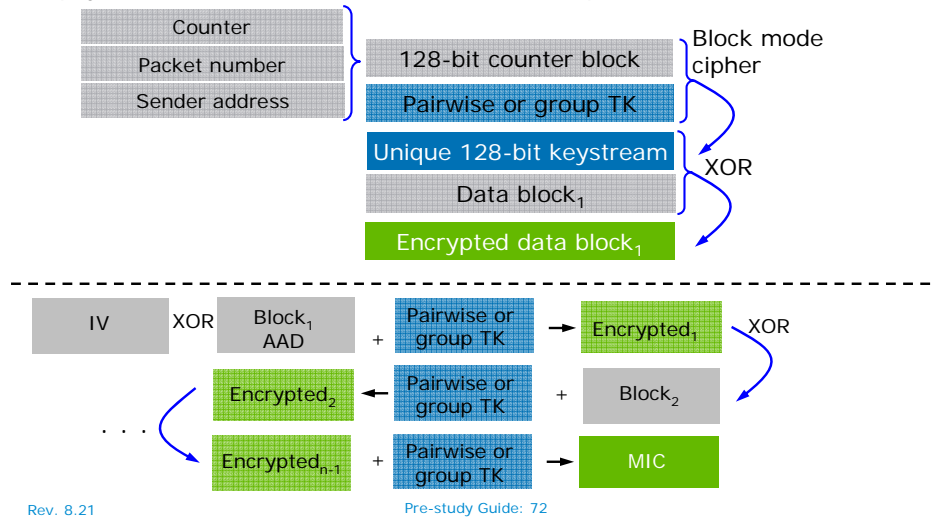 Counter
Packet number
Sender address
128-bit counter block
Pairwise or group TK
Block mode
cipher
Unique 128-bit keystream
XOR
Data block₁
Encrypted data block₁
IV
XOR
Block₁
AAD
+
Pairwise or
group TK
Encrypted₁
XOR
Encrypted₂
Pairwise or
group TK
+
Block₂
. . .
Encryptedₙ₋₁
+
Pairwise or
group TK
MIC
Rev. 8.21
Pre-study Guide: 72